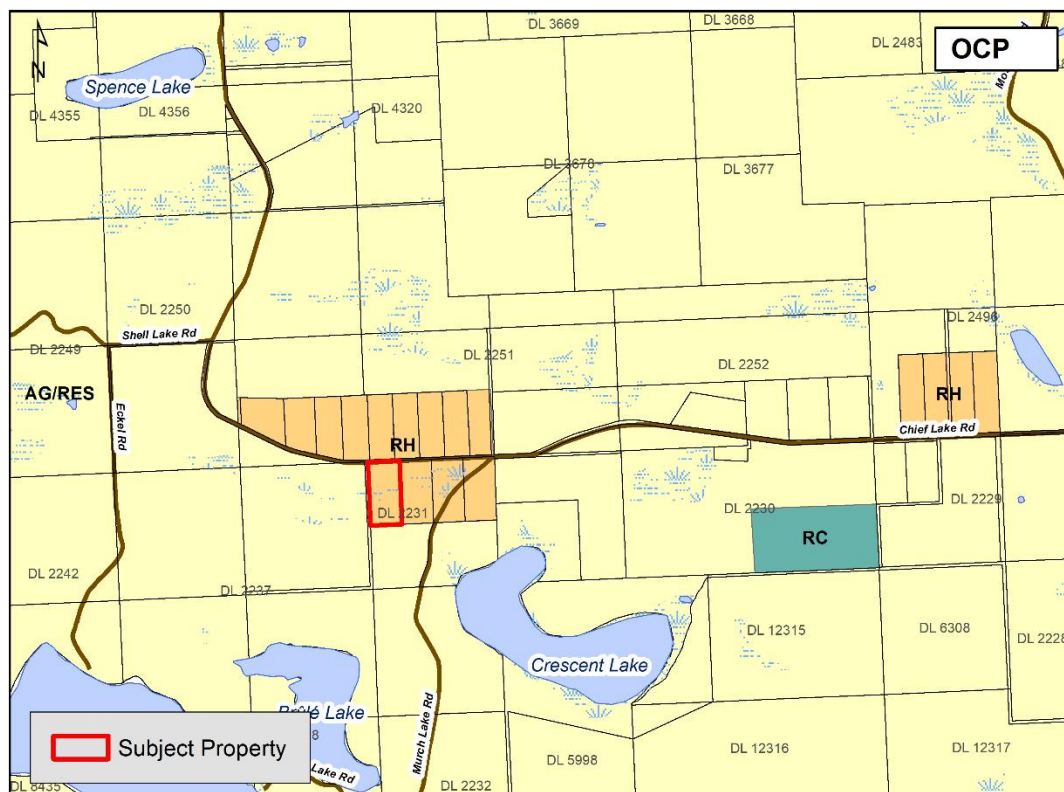 DL 3669
DL 3668
DL 2483
OCP
N
Spence Lake
DL 4355
DL 4356
DL 4320
DL 3678
DL 3677
DL 2250
Shell Lake Rd
DL 2249
DL 2251
DL 2252
DL 2496
AG/RES
Eckel Rd
RH
RH
Chief Lake Rd
DL 2231
DL 2230
DL 2229
RC
DL 2242
DL 2237
DL 12315
DL 6308
DL 2228
Crescent Lake
Brûlé Lake
Murch Lake Rd
Subject Property
Lake Rd
DL 8435
DL 2232
DL 5998
DL 12316
DL 12317